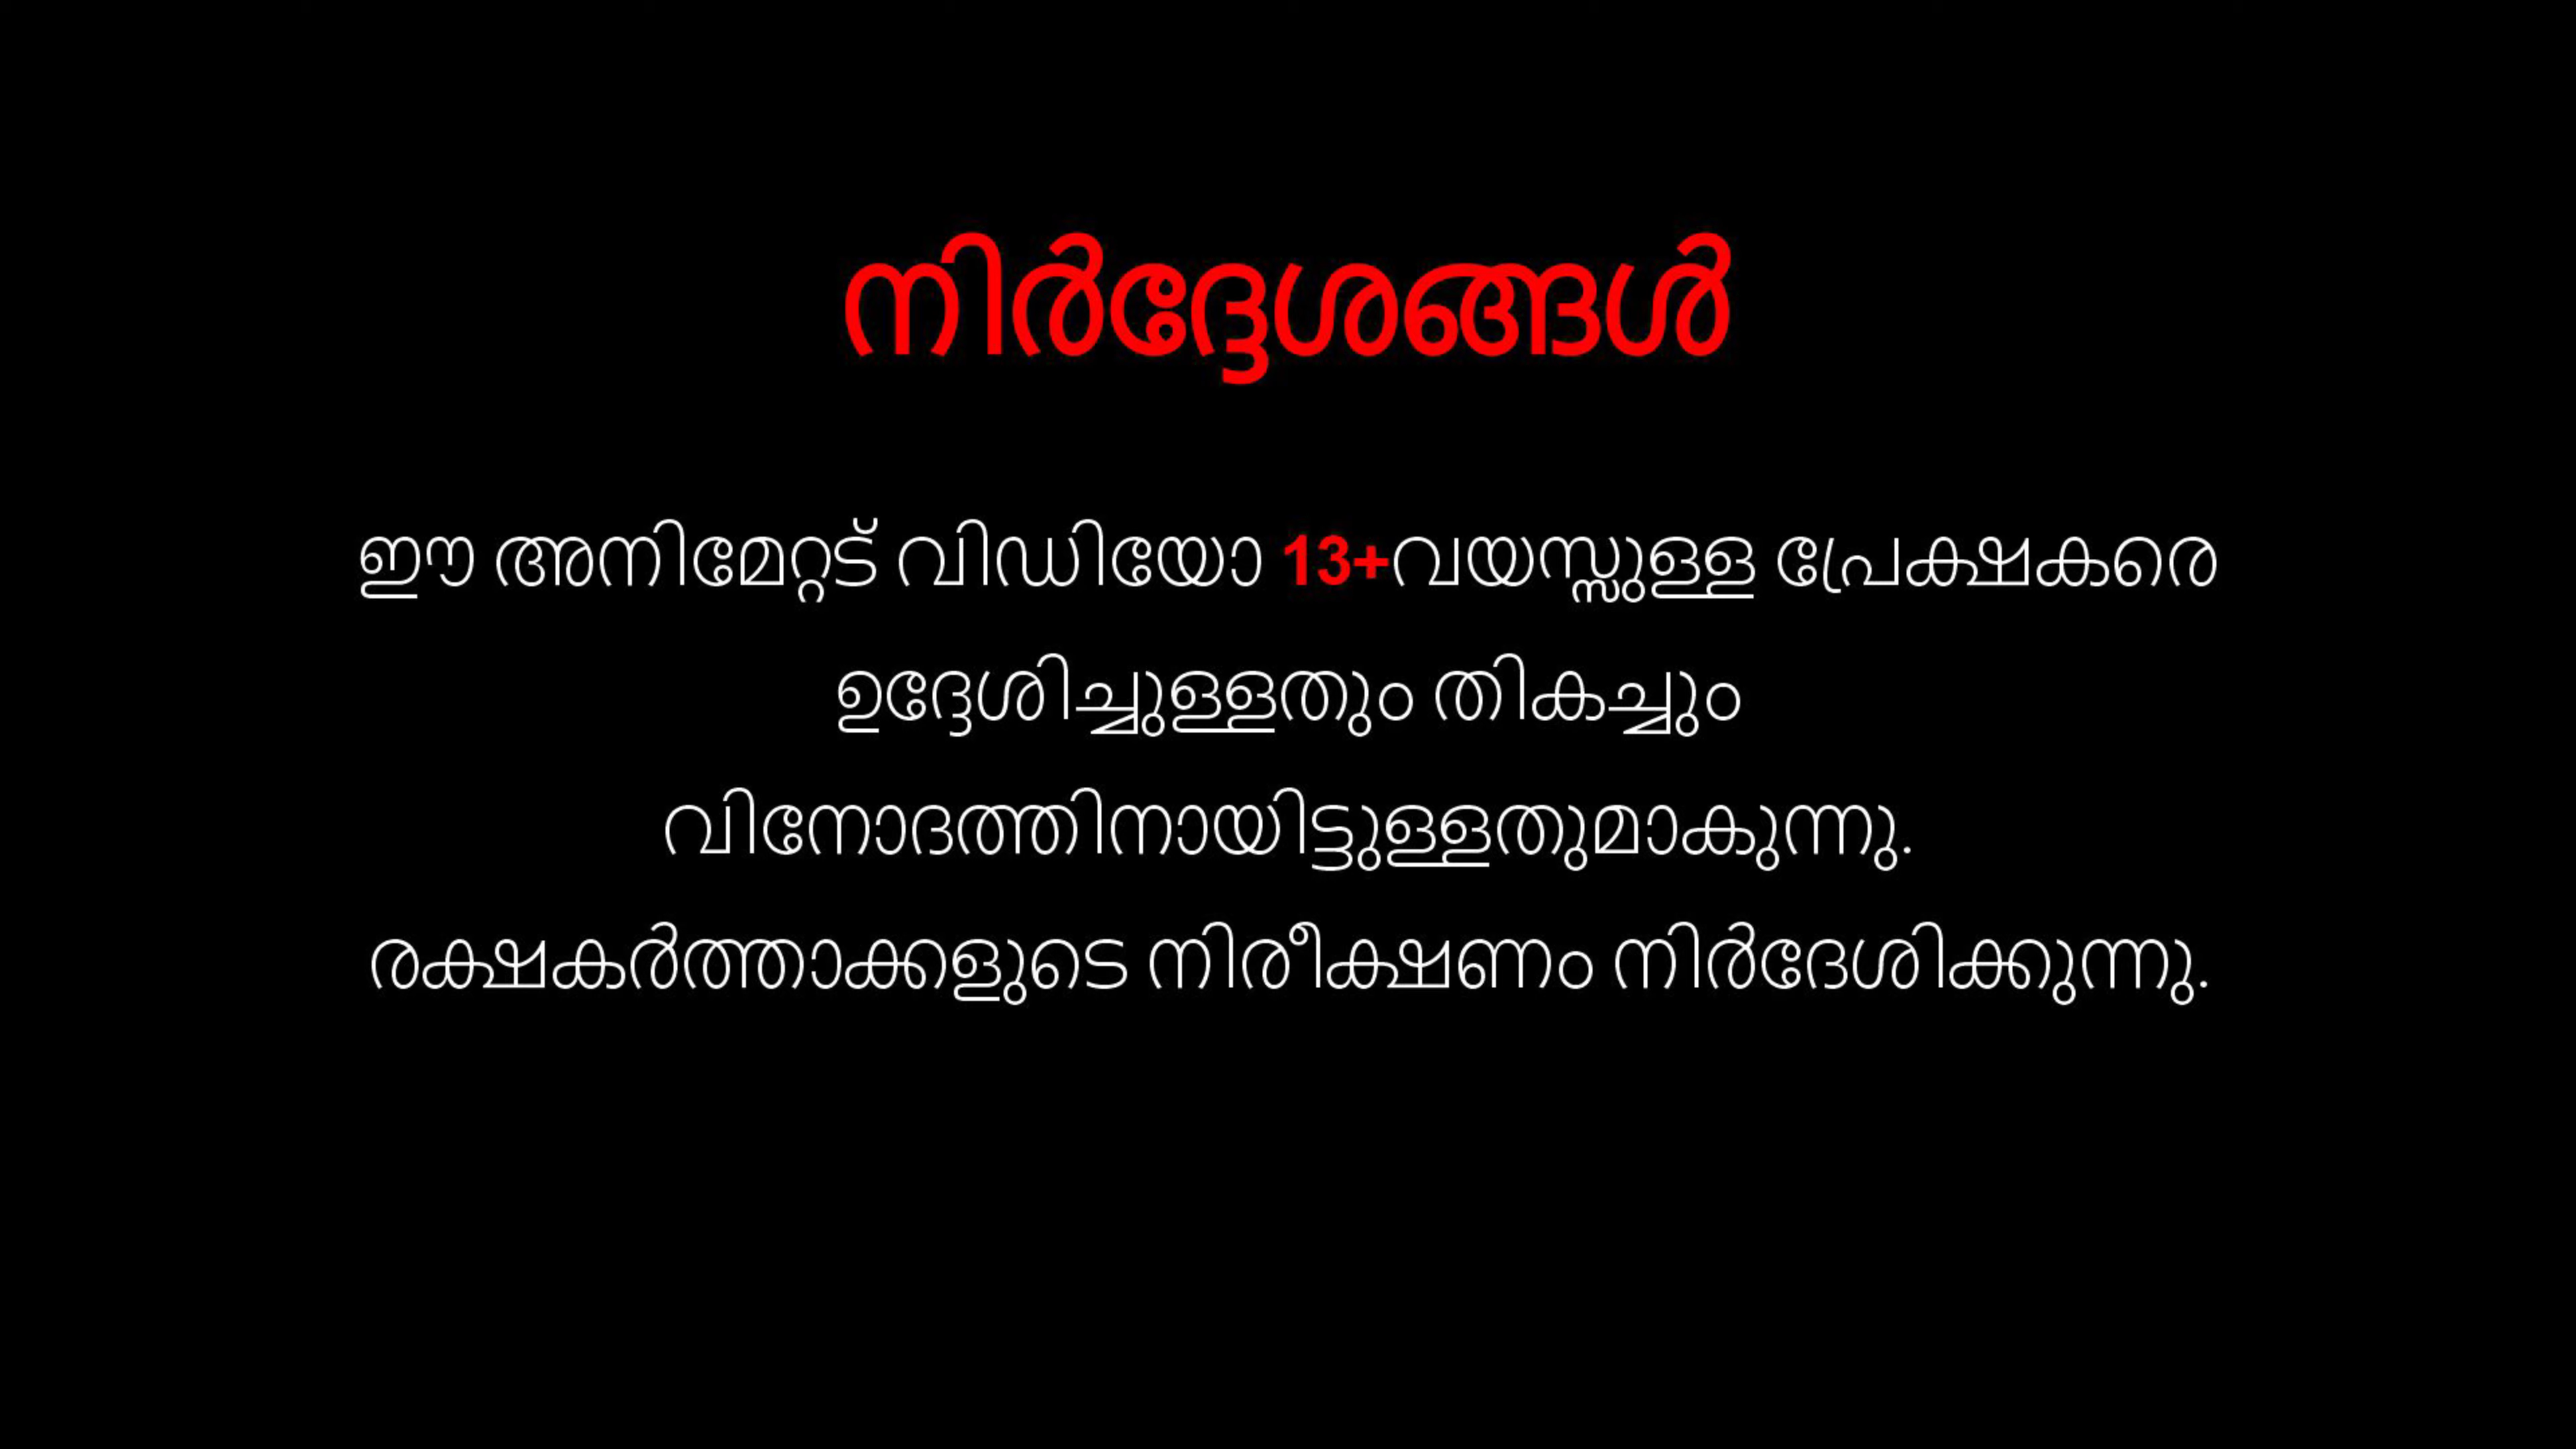 നിർദ്ദേശങ്ങൾ
ഈ അനിമേറ്റട് വിഡിയോ 13+വയസ്സുള്ള പ്രേക്ഷകരെ
ഉദ്ദേശിച്ചുള്ളതും തികച്ചും
വിനോദത്തിനായിട്ടുള്ളതുമാകുന്നു.
രക്ഷകർത്താക്കളുടെ നിരീക്ഷണം നിർദേശിക്കുന്നു.